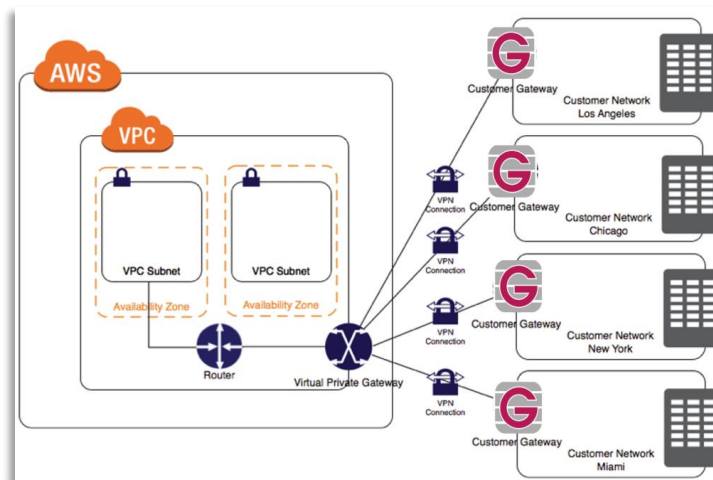 AWS
VPC
VPC Subnet
VPC Subnet
Availability Zone
Availability Zone
Router
Virtual Private Gateway
VPN
Connection
VPN
Connection
VPN
Connection
VPN
Connection
G
Customer Gateway
Customer Network
Los Angeles
G
Customer Gateway
Customer Network
Chicago
G
Customer Gateway
Customer Network
New York
G
Customer Gateway
Customer Network
Miami